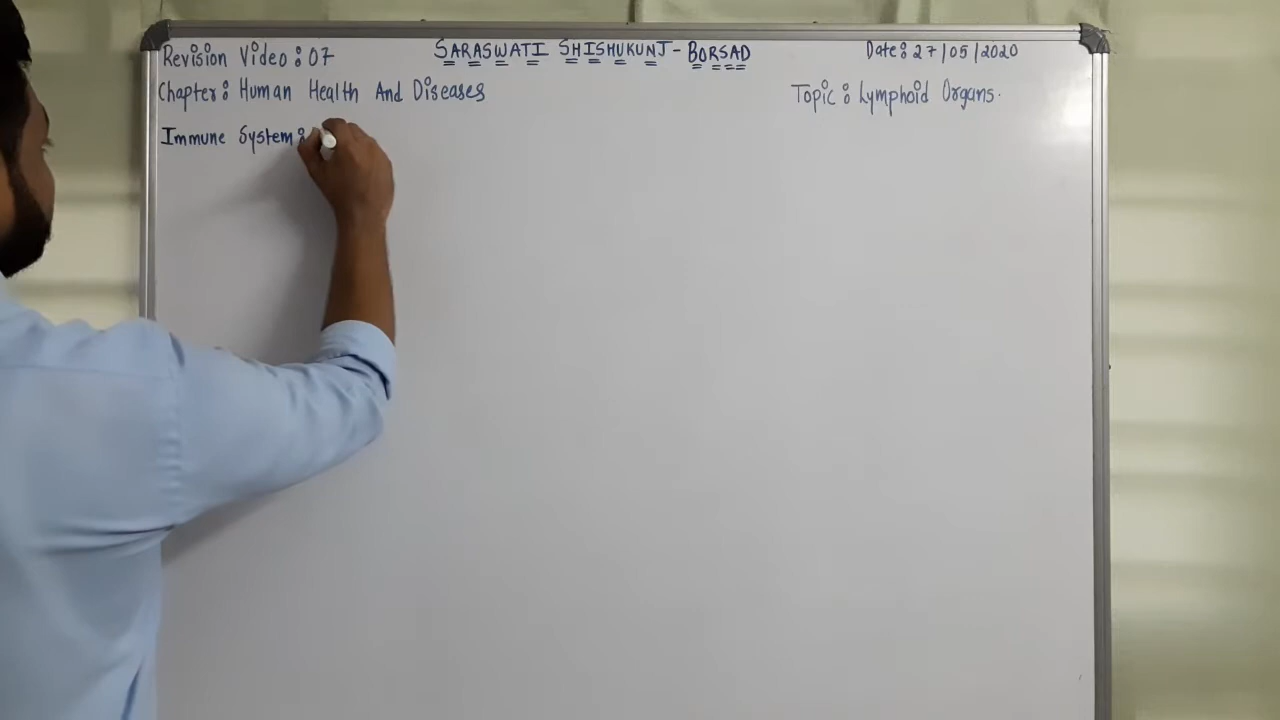 Revision Video : 07 SARASWATI SHISHUKUNJ - BORSAD Date : 27/05/2020
Chapter : Human Health And Diseases Topic : Lymphoid Organs.
Immune System :